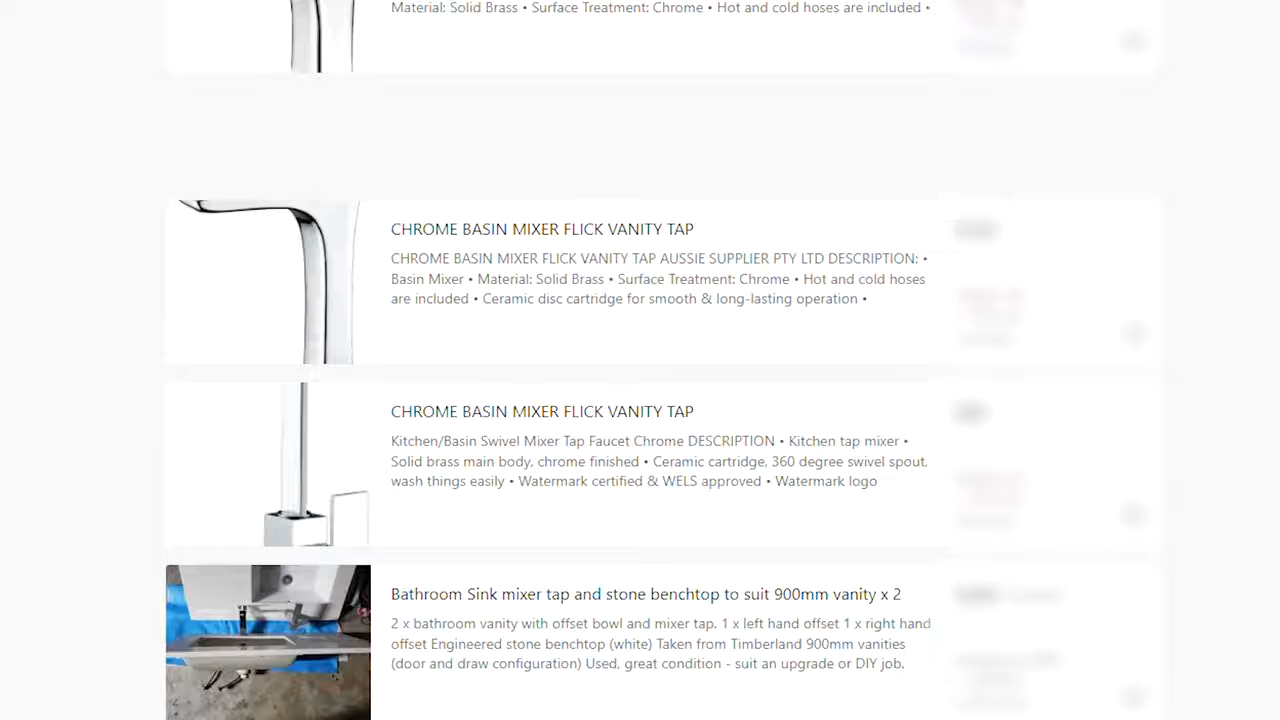 Material: Solid Brass • Surface Treatment: Chrome • Hot and cold hoses are included •
CHROME BASIN MIXER FLICK VANITY TAP
CHROME BASIN MIXER FLICK VANITY TAP AUSSIE SUPPLIER PTY LTD DESCRIPTION: •
Basin Mixer • Material: Solid Brass • Surface Treatment: Chrome • Hot and cold hoses
are included • Ceramic disc cartridge for smooth & long-lasting operation •
CHROME BASIN MIXER FLICK VANITY TAP
Kitchen/Basin Swivel Mixer Tap Faucet Chrome DESCRIPTION • Kitchen tap mixer •
Solid brass main body, chrome finished • Ceramic cartridge, 360 degree swivel spout,
wash things easily • Watermark certified & WELS approved • Watermark logo
Bathroom Sink mixer tap and stone benchtop to suit 900mm vanity x 2
2 x bathroom vanity with offset bowl and mixer tap. 1 x left hand offset 1 x right hand
offset Engineered stone benchtop (white) Taken from Timberland 900mm vanities
(door and draw configuration) Used, great condition - suit an upgrade or DIY job.